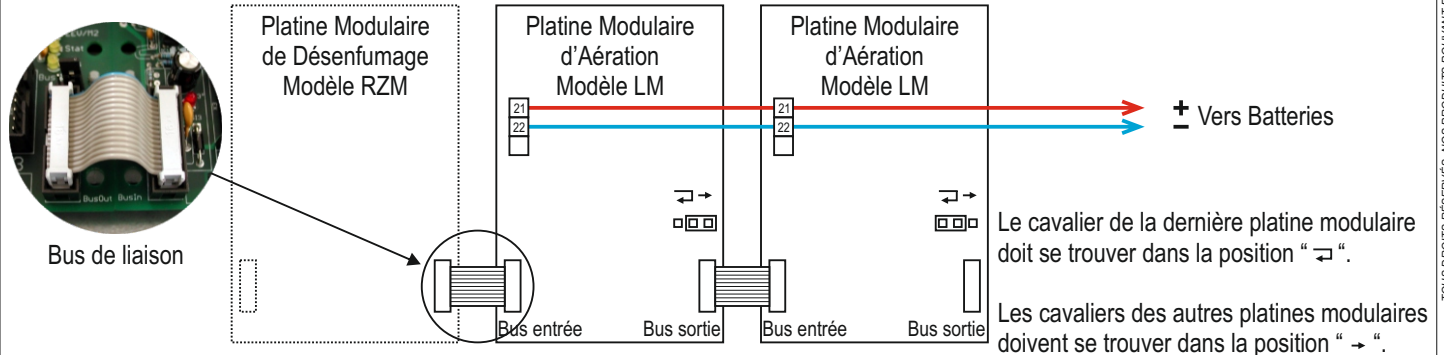 Platine Modulaire
de Désenfumage
Modèle RZM
Platine Modulaire
d'Aération
Modèle LM
Platine Modulaire
d'Aération
Modèle LM
21
22
21
22
+
− Vers Batteries
Stat
BusOut BusIn
Bus de liaison
Bus entrée
Bus sortie
Bus entrée
Bus sortie
Le cavalier de la dernière platine modulaire
doit se trouver dans la position “ ⮒ “.
Les cavaliers des autres platines modulaires
doivent se trouver dans la position “ → “.